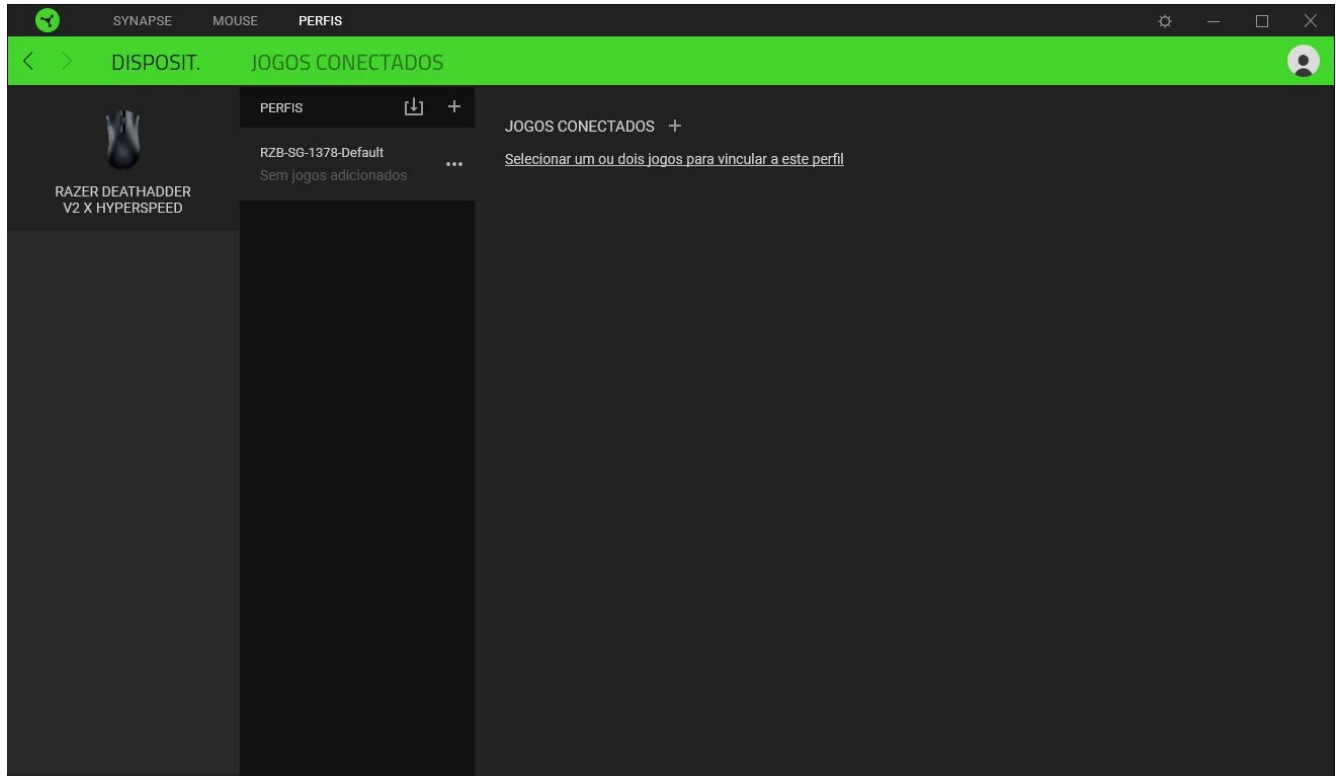 SYNAPSE MOUSE PERFIS
DISPOSIT. JOGOS CONECTADOS
RAZER DEATHADDER
V2 X HYPERSPEED
PERFIS
RZB-SG-1378-Default
Sem jogos adicionados
JOGOS CONECTADOS +
Selecionar um ou dois jogos para vincular a este perfil